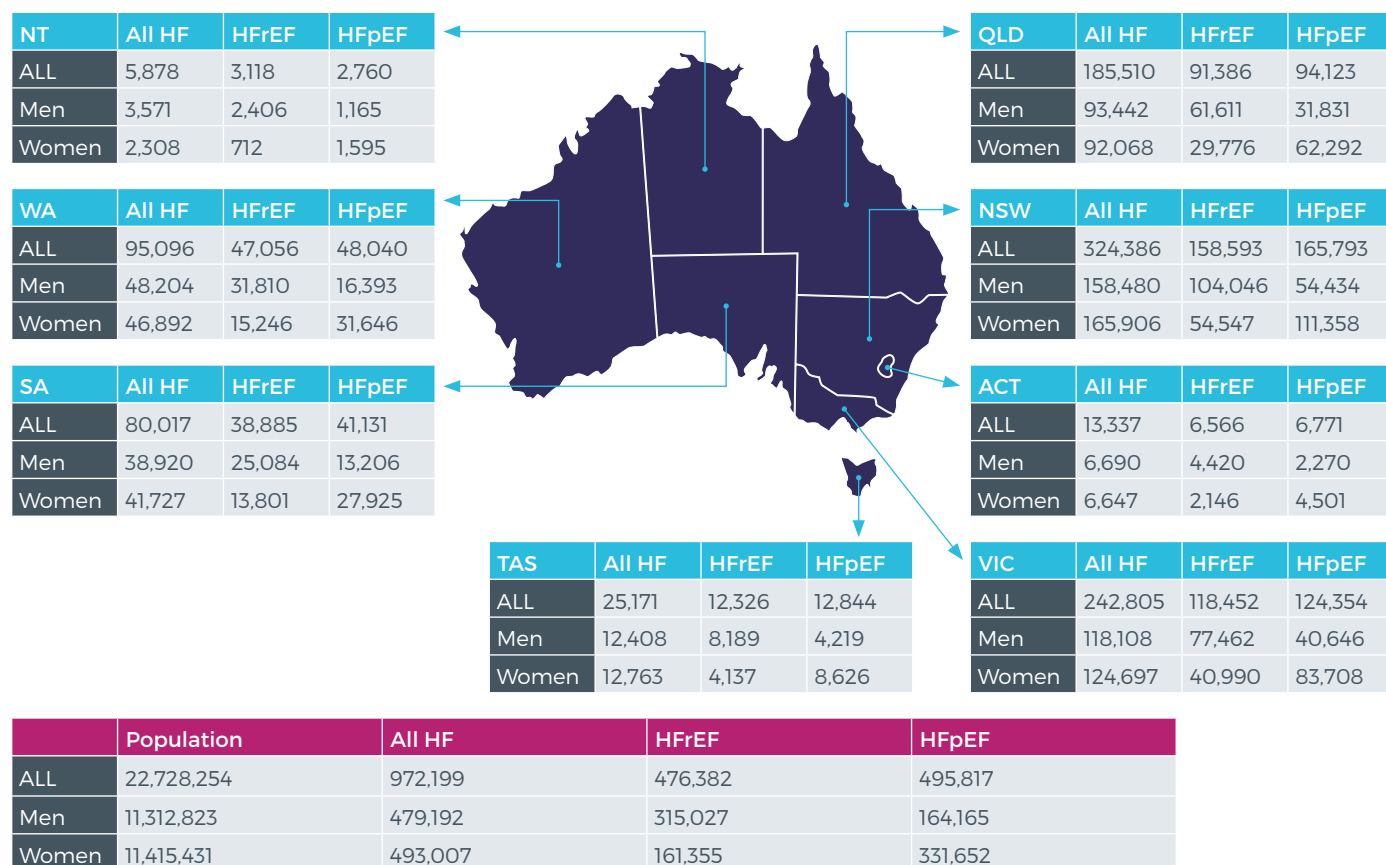 NT All HF HFrEF HFpEF
ALL 5,878 3,118 2,760
Men 3,571 2,406 1,165
Women 2,308 712 1,595
QLD All HF HFrEF HFpEF
ALL 185,510 91,386 94,123
Men 93,442 61,611 31,831
Women 92,068 29,776 62,292
WA All HF HFrEF HFpEF
ALL 95,096 47,056 48,040
Men 48,204 31,810 16,393
Women 46,892 15,246 31,646
NSW All HF HFrEF HFpEF
ALL 324,386 158,593 165,793
Men 158,480 104,046 54,434
Women 165,906 54,547 111,358
SA All HF HFrEF HFpEF
ALL 80,017 38,885 41,131
Men 38,920 25,084 13,206
Women 41,727 13,801 27,925
ACT All HF HFrEF HFpEF
ALL 13,337 6,566 6,771
Men 6,690 4,420 2,270
Women 6,647 2,146 4,501
TAS All HF HFrEF HFpEF
ALL 25,171 12,326 12,844
Men 12,408 8,189 4,219
Women 12,763 4,137 8,626
VIC All HF HFrEF HFpEF
ALL 242,805 118,452 124,354
Men 118,108 77,462 40,646
Women 124,697 40,990 83,708
Population All HF HFrEF HFpEF
ALL 22,728,254 972,199 476,382 495,817
Men 11,312,823 479,192 315,027 164,165
Women 11,415,431 493,007 161,355 331,652